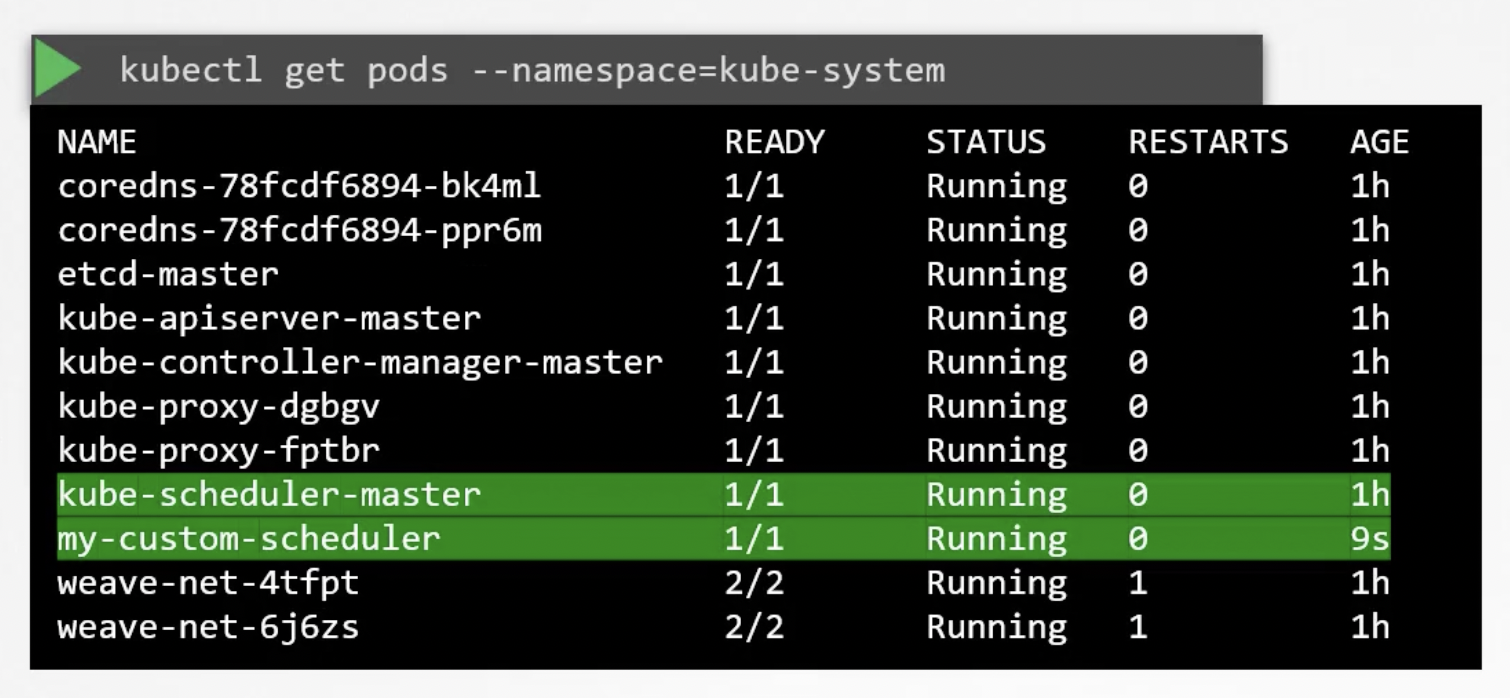 kubectl get pods --namespace=kube-system
NAME READY STATUS RESTARTS AGE
coredns-78fcdf6894-bk4ml 1/1 Running 0 1h
coredns-78fcdf6894-ppr6m 1/1 Running 0 1h
etcd-master 1/1 Running 0 1h
kube-apiserver-master 1/1 Running 0 1h
kube-controller-manager-master 1/1 Running 0 1h
kube-proxy-dgbgv 1/1 Running 0 1h
kube-proxy-fptbr 1/1 Running 0 1h
kube-scheduler-master 1/1 Running 0 1h
my-custom-scheduler 1/1 Running 0 9s
weave-net-4tfpt 2/2 Running 1 1h
weave-net-6j6zs 2/2 Running 1 1h